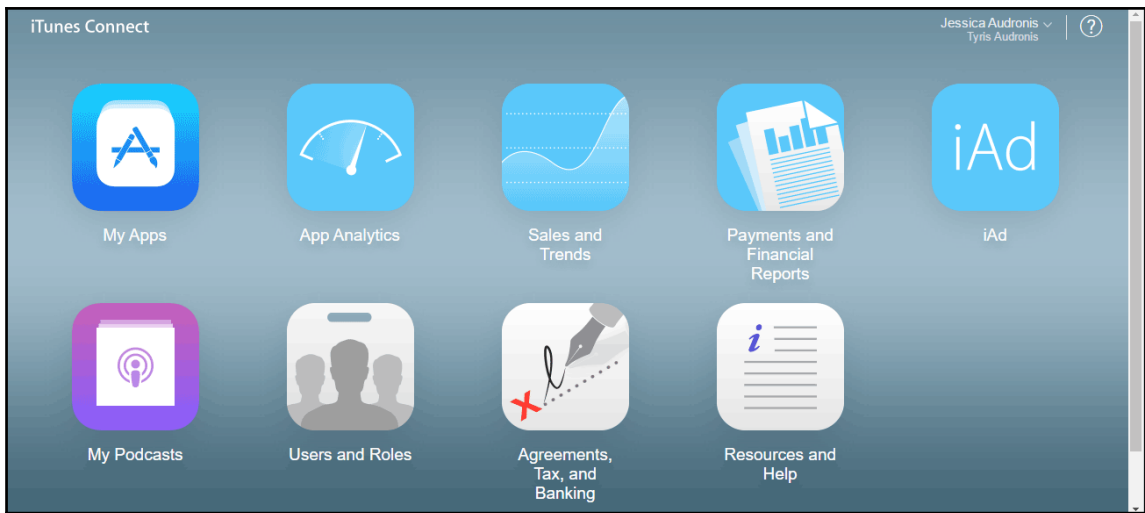 iTunes Connect
Jessica Audronis
Tyris Audronis
?
iAd
My Apps
App Analytics
Sales and
Trends
Payments and
Financial
Reports
iAd
i
My Podcasts
Users and Roles
Agreements,
Tax, and
Banking
Resources and
Help